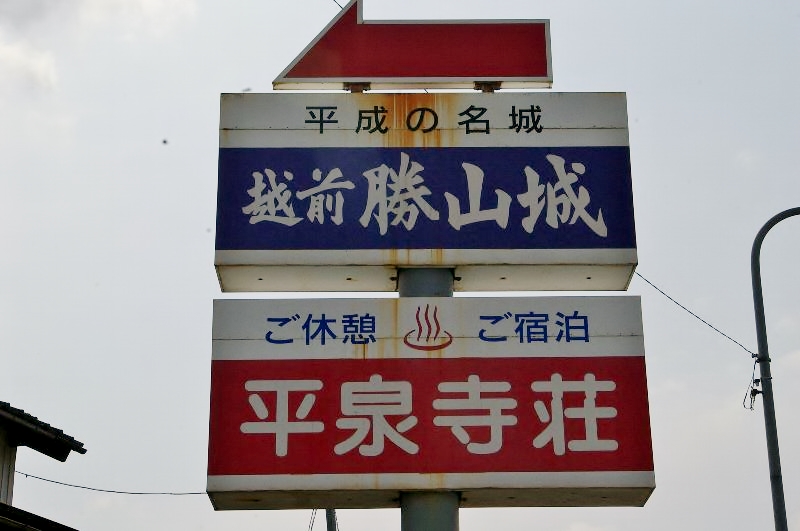 平成の名城
越前勝山城
ご休憩 ♨ ご宿泊
平泉寺荘